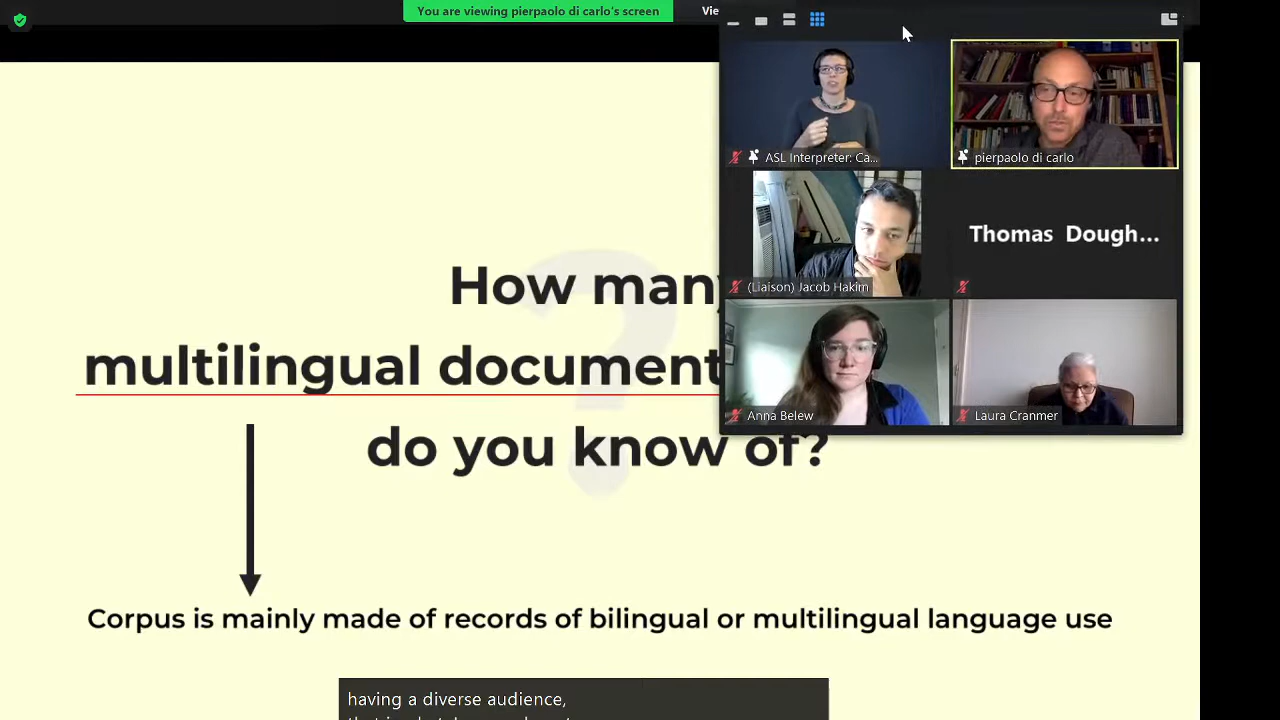 You are viewing pierpaolo di carlo's screen
Vie
ASL Interpreter: Ca...
pierpaolo di carlo
(Liaison) Jacob Hakim
Thomas Dough...
Anna Belew
Laura Cranmer
How many
multilingual document
do you know of?
Corpus is mainly made of records of bilingual or multilingual language use
having a diverse audience,